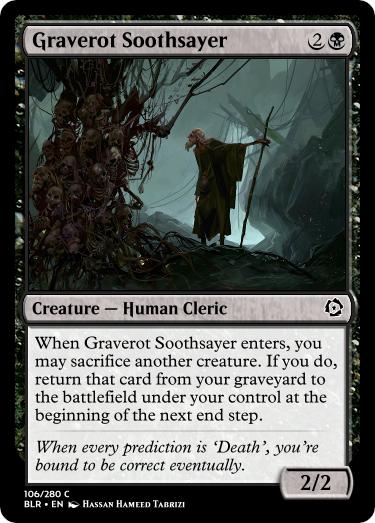 Graverot Soothsayer 2
Creature — Human Cleric
When Graverot Soothsayer enters, you
may sacrifice another creature. If you do,
return that card from your graveyard to
the battlefield under your control at the
beginning of the next end step.
When every prediction is ‘Death’, you’re
bound to be correct eventually.
2/2
106/280 C
BLR • EN Hassan Hameed Tabrizi